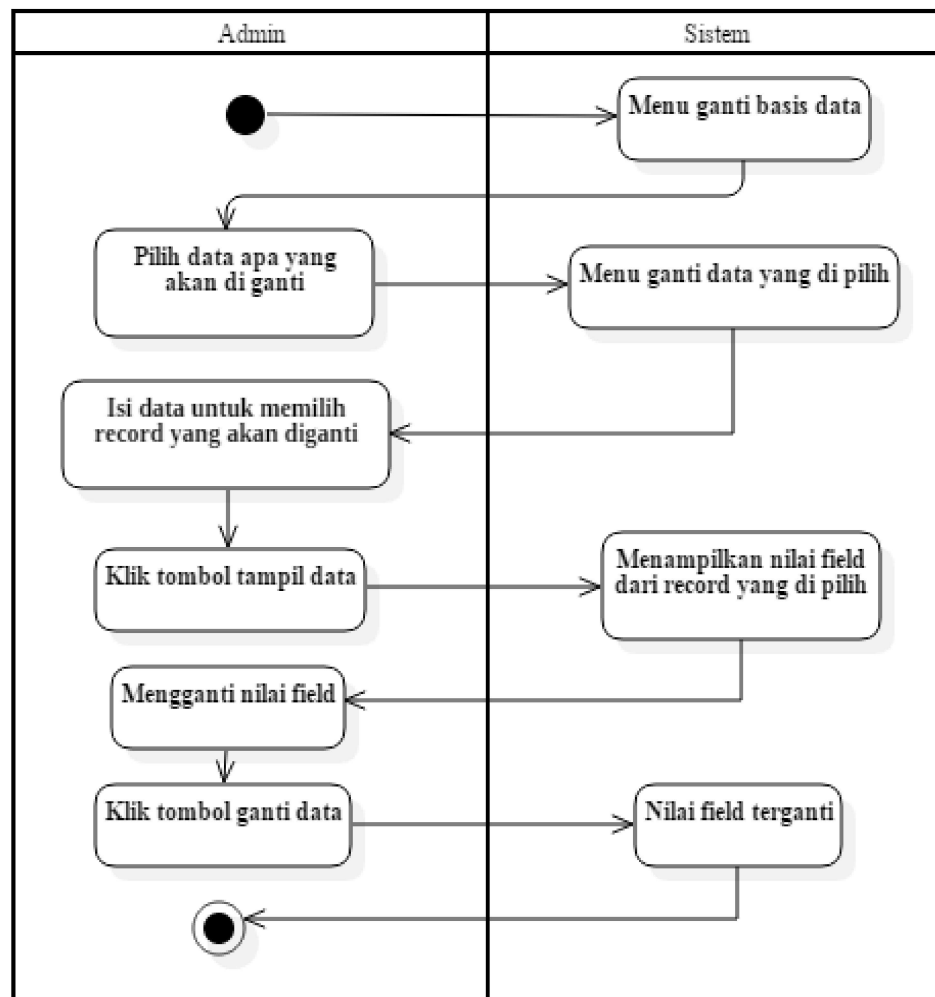 Admin
Sistem
Menu ganti basis data
Pilih data apa yang
akan di ganti
Menu ganti data yang di pilih
Isi data untuk memilih
record yang akan diganti
Klik tombol tampil data
Menampilkan nilai field
dari record yang di pilih
Mengganti nilai field
Klik tombol ganti data
Nilai field terganti